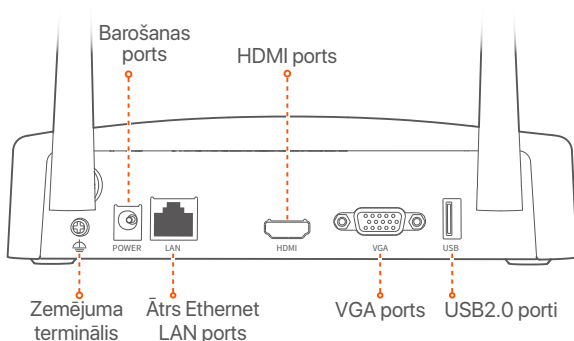 Barošanas
ports
HDMI ports
POWER
LAN
HDMI
VGA
USB
Zemējuma
terminālis
Ātrs Ethernet
LAN ports
VGA ports
USB2.0 porti